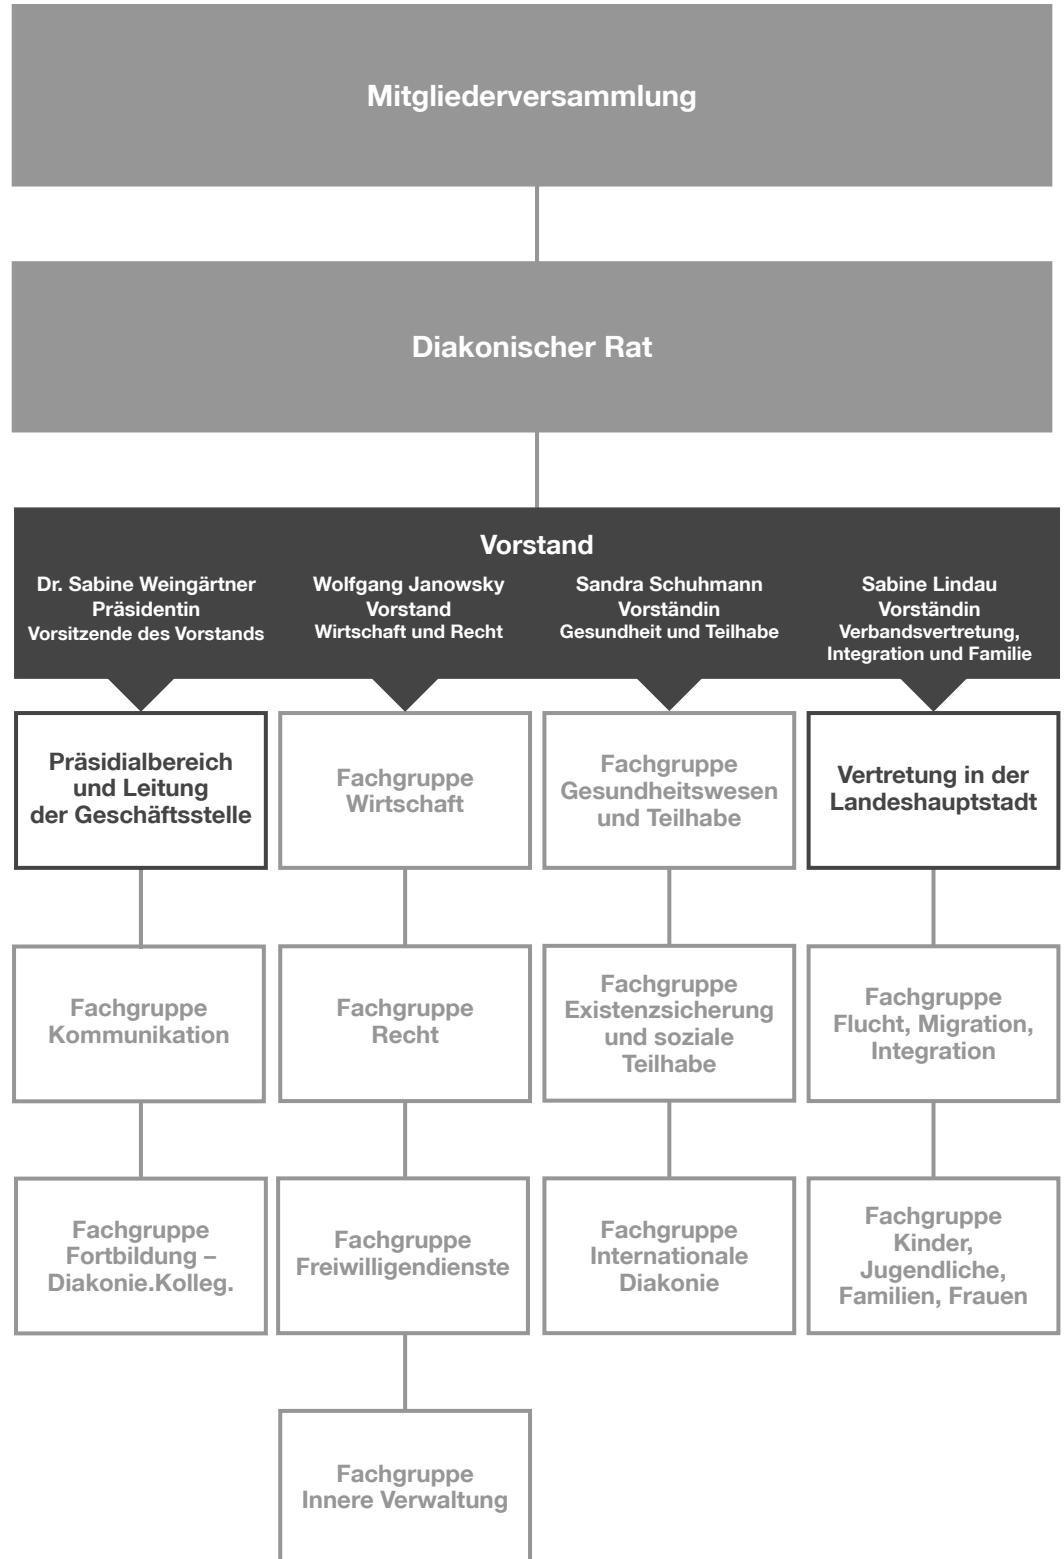 Mitgliederversammlung
Diakonischer Rat
Vorstand
Dr. Sabine Weingärtner
Präsidentin
Vorsitzende des Vorstands
Wolfgang Janowsky
Vorstand
Wirtschaft und Recht
Sandra Schuhmann
Vorständin
Gesundheit und Teilhabe
Sabine Lindau
Vorständin
Verbandsvertretung,
Integration und Familie
Präsidialbereich
und Leitung
der Geschäftsstelle
Fachgruppe
Wirtschaft
Fachgruppe
Gesundheitswesen
und Teilhabe
Vertretung in der
Landeshauptstadt
Fachgruppe
Kommunikation
Fachgruppe
Recht
Fachgruppe
Existenzsicherung
und soziale
Teilhabe
Fachgruppe
Flucht, Migration,
Integration
Fachgruppe
Fortbildung –
Diakonie.Kolleg.
Fachgruppe
Freiwilligendienste
Fachgruppe
Internationale
Diakonie
Fachgruppe
Kinder,
Jugendliche,
Familien, Frauen
Fachgruppe
Innere Verwaltung